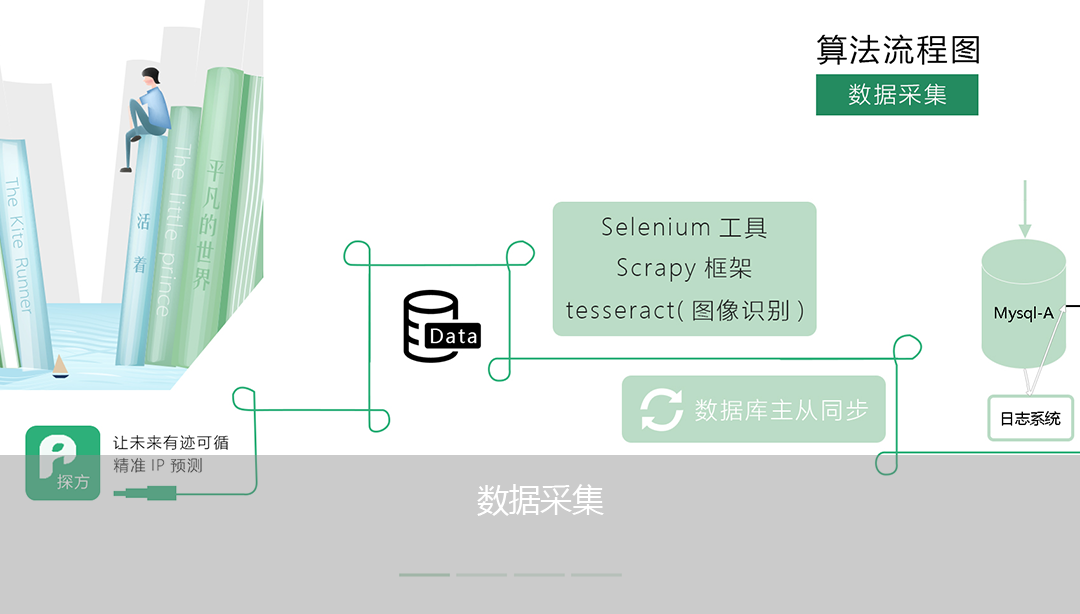 算法流程图
数据采集
The Kite Runner
活着
The little prince
平凡的世界
Selenium 工具
Scrapy 框架
tesseract(图像识别)
Data
Mysql-A
数据库主从同步
日志系统
P
探方
让未来有迹可循
精准 IP 预测
数据采集